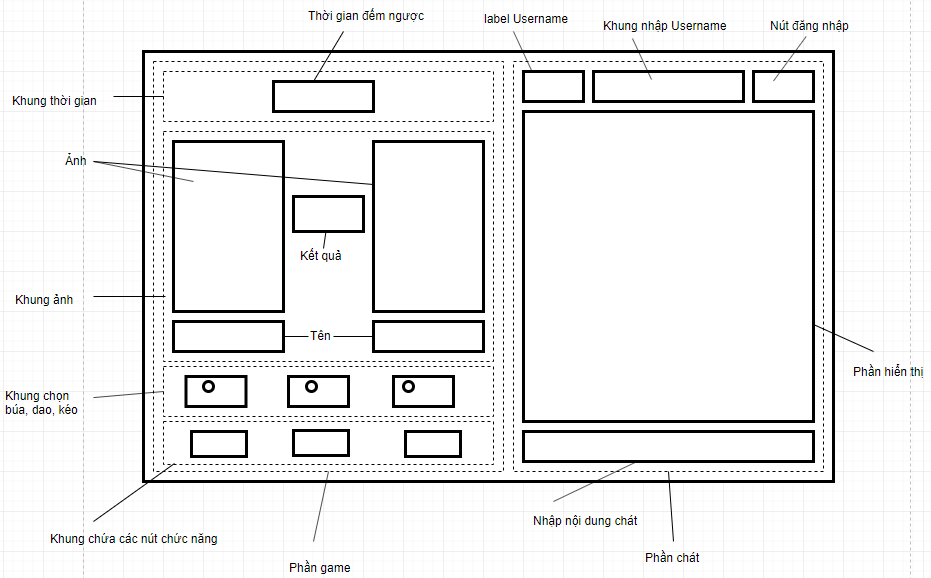 Thời gian đếm ngược
label Username
Khung nhập Username
Nút đăng nhập
Khung thời gian
Ảnh
Kết quả
Khung ảnh
Tên
Phần hiển thị
Khung chọn
búa, dao, kéo
Nhập nội dung chát
Khung chứa các nút chức năng
Phần chát
Phần game